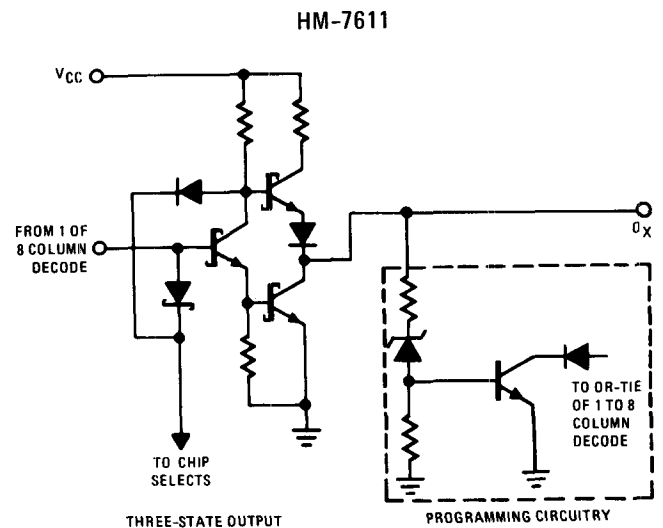 HM-7611
VCC
FROM 1 OF
8 COLUMN
DECODE
OX
TO OR-TIE
OF 1 TO 8
COLUMN
DECODE
TO CHIP
SELECTS
THREE-STATE OUTPUT
PROGRAMMING CIRCUITRY